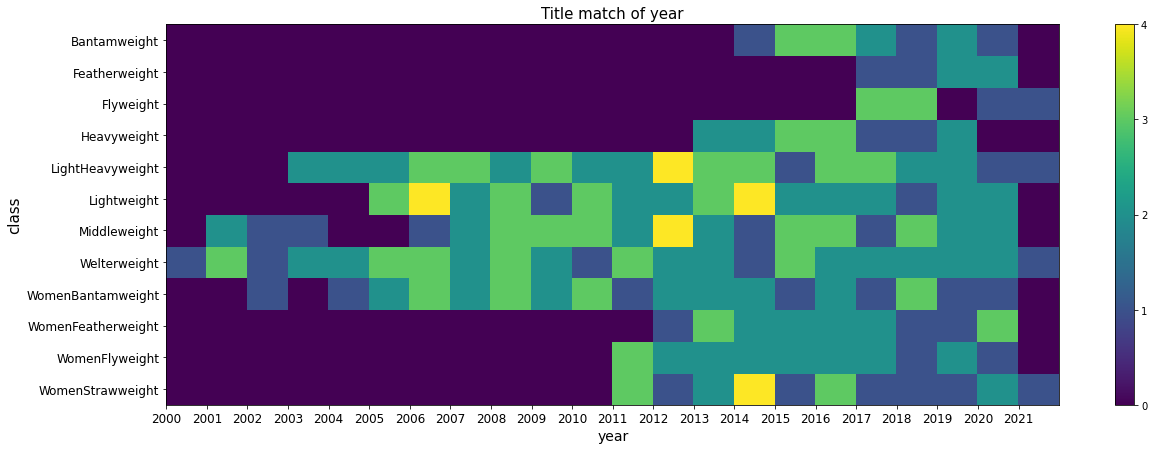 Title match of year
class
Bantamweight
Featherweight
Flyweight
Heavyweight
LightHeavyweight
Lightweight
Middleweight
Welterweight
WomenBantamweight
WomenFeatherweight
WomenFlyweight
WomenStrawweight
2000 2001 2002 2003 2004 2005 2006 2007 2008 2009 2010 2011 2012 2013 2014 2015 2016 2017 2018 2019 2020 2021
year
4
3
2
1
0